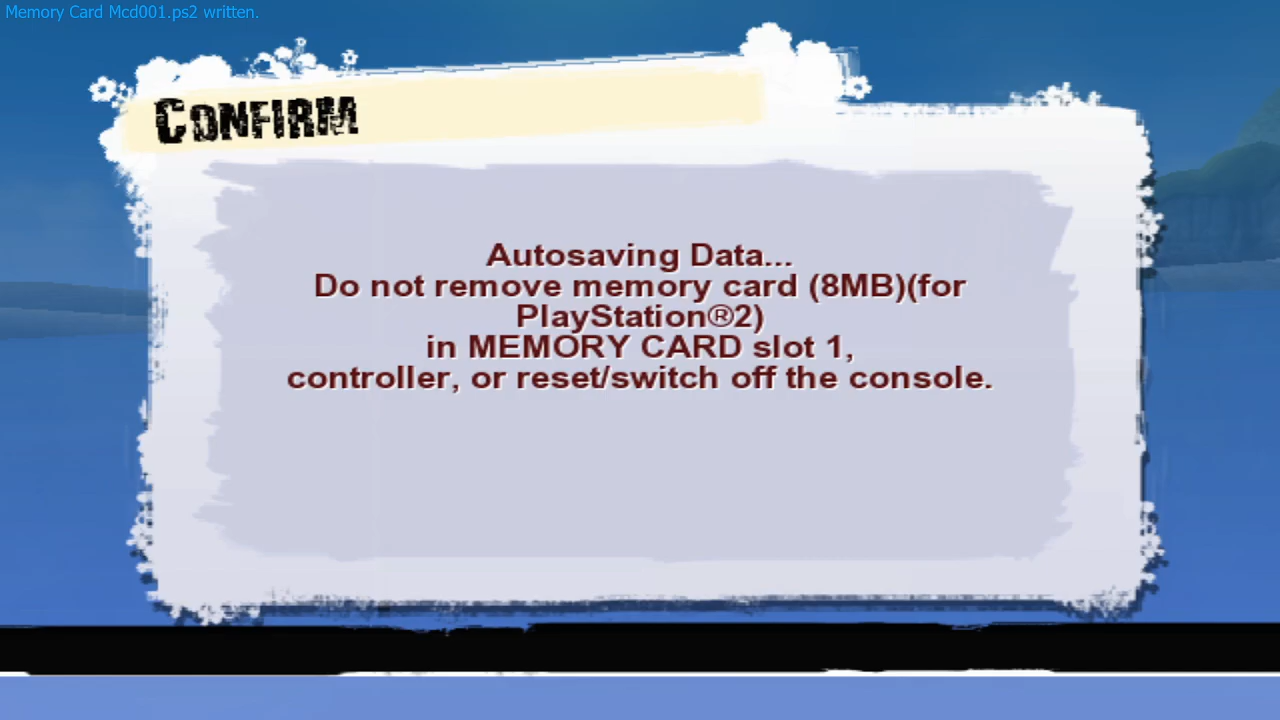 Memory Card Mcd001.ps2 written.
CONFIRM
Autosaving Data...
Do not remove memory card (8MB)(for
PlayStation®2)
in MEMORY CARD slot 1,
controller, or reset/switch off the console.